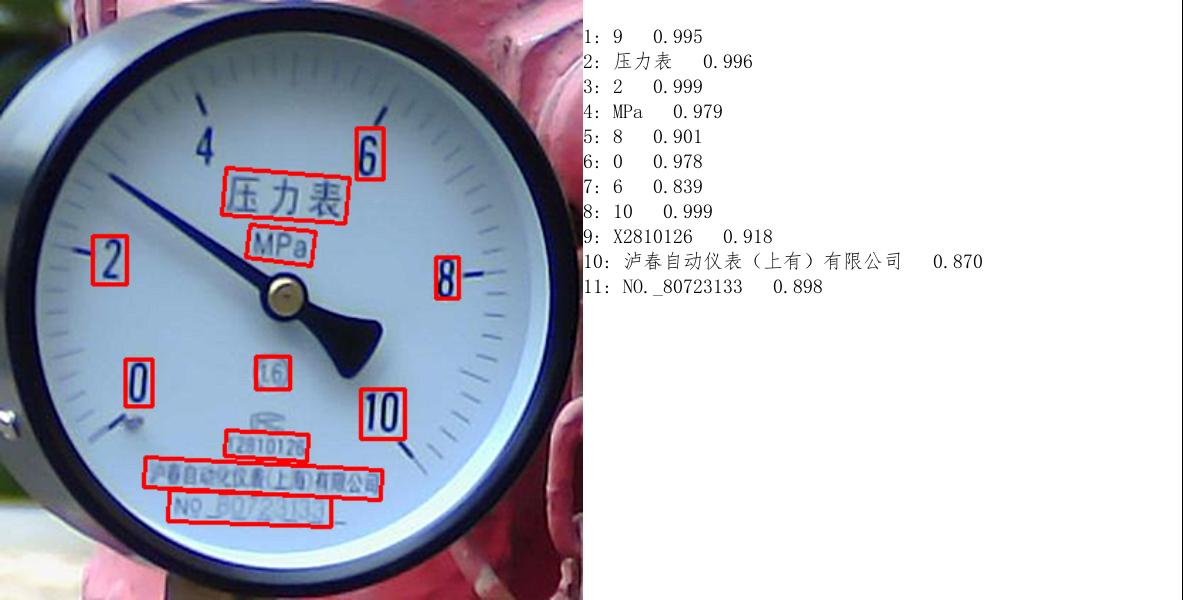 4
6
压力表
MPa
2
8
0
1.6
10
12810126
沪春自动化仪表(上海)有限公司
No_80723133_
1: 9 0.995
2: 压力表 0.996
3: 2 0.999
4: MPa 0.979
5: 8 0.901
6: 0 0.978
7: 6 0.839
8: 10 0.999
9: X2810126 0.918
10: 泸春自动仪表（上有）有限公司 0.870
11: NO._80723133 0.898